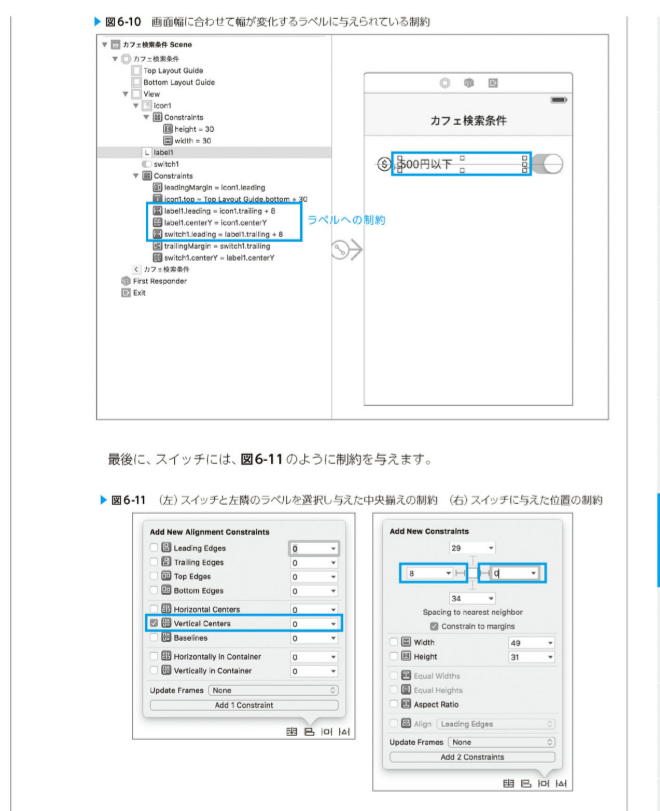 ▶ 図6-10 画面幅に合わせて幅が変化するラベルに与えられている制約
カフェ検索条件 Scene
カフェ検索条件
Top Layout Guide
Bottom Layout Guide
View
Icon1
Constraints
height = 30
width = 30
L label1
switch1
Constraints
leadingMargin = icon1.leading
icon1.top = Top Layout Guide.bottom + 30
label1.leading = icon1.trailing + 8
label1.centerY = icon1.centerY
switch1.leading = label1.trailing + 8
trailingMargin = switch1.trailing
switch1.centerY = label1.centerY
カフェ検索条件
First Responder
Exit
ラベルへの制約
カフェ検索条件
500円以下
最後に、スイッチには、図6-11のように制約を与えます。
▶ 図6-11 （左）スイッチと左隣のラベルを選択し与えた中央揃えの制約 （右）スイッチに与えた位置の制約
Add New Alignment Constraints
Leading Edges 0
Trailing Edges 0
Top Edges 0
Bottom Edges 0
Horizontal Centers 0
Vertical Centers 0
Baselines 0
Horizontally in Container 0
Vertically in Container 0
Update Frames None
Add 1 Constraint
Add New Constraints
29
8 0
34
Spacing to nearest neighbor
Constrain to margins
Width 49
Height 31
Equal Widths
Equal Heights
Aspect Ratio
Align Leading Edges
Update Frames None
Add 2 Constraints